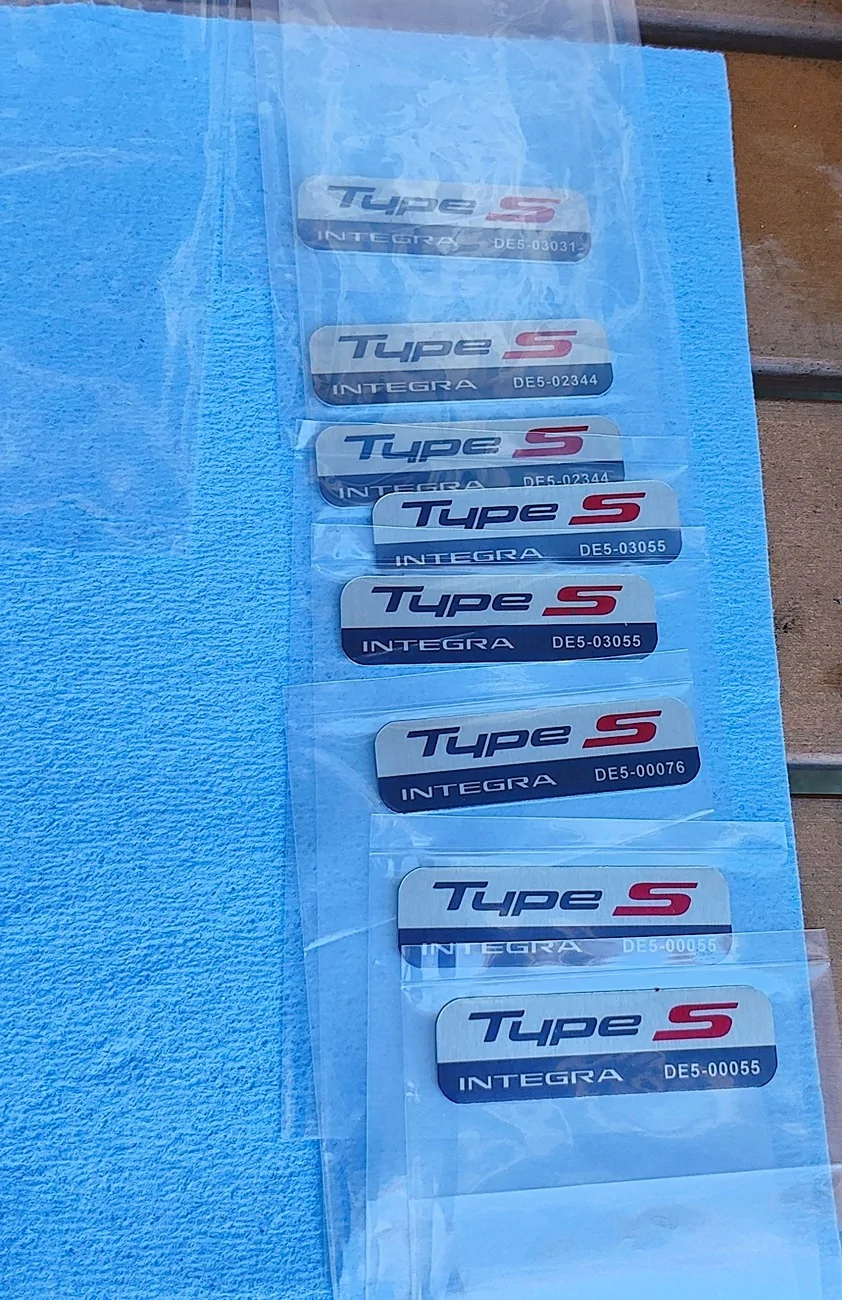 Type S
INTEGRA DE5-03031
Type S
INTEGRA DE5-02344
Type S
INTEGRA DE5-02344
Type S
INTEGRA DE5-03055
Type S
INTEGRA DE5-03055
Type S
INTEGRA DE5-00076
Type S
INTEGRA DE5-00055
Type S
INTEGRA DE5-00055